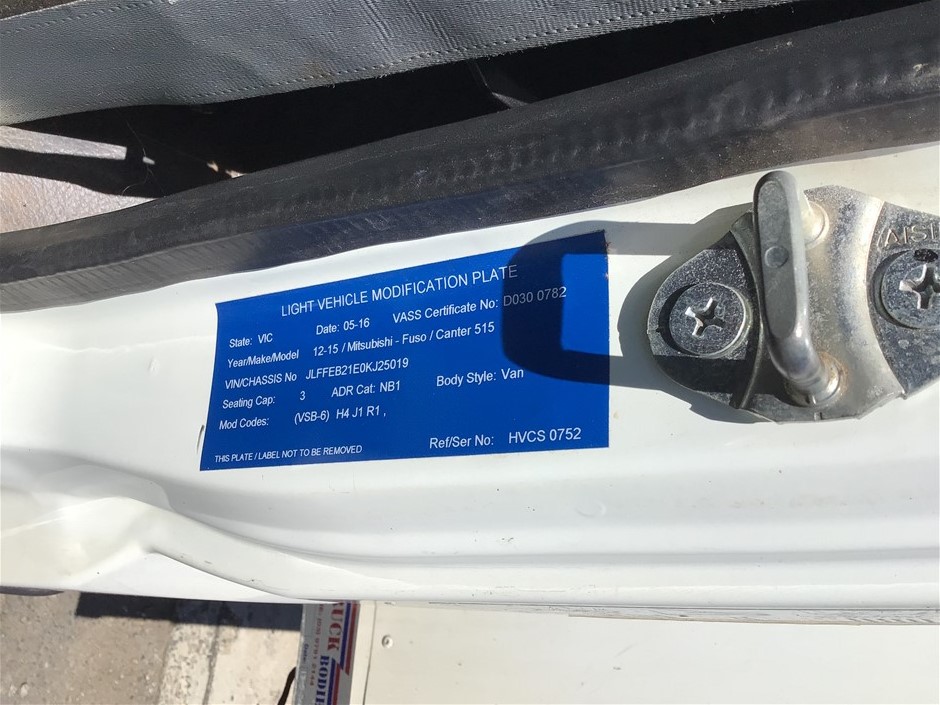 LIGHT VEHICLE MODIFICATION PLATE
State: VIC Date: 05-16 VASS Certificate No: D030 0782
Year/Make/Model 12-15 / Mitsubishi - Fuso / Canter 515
VIN/CHASSIS No JLFFEB21E0KJ25019
Seating Cap: 3 ADR Cat: NB1 Body Style: Van
Mod Codes: (VSB-6) H4 J1 R1 ,
Ref/Ser No: HVCS 0752
THIS PLATE / LABEL NOT TO BE REMOVED